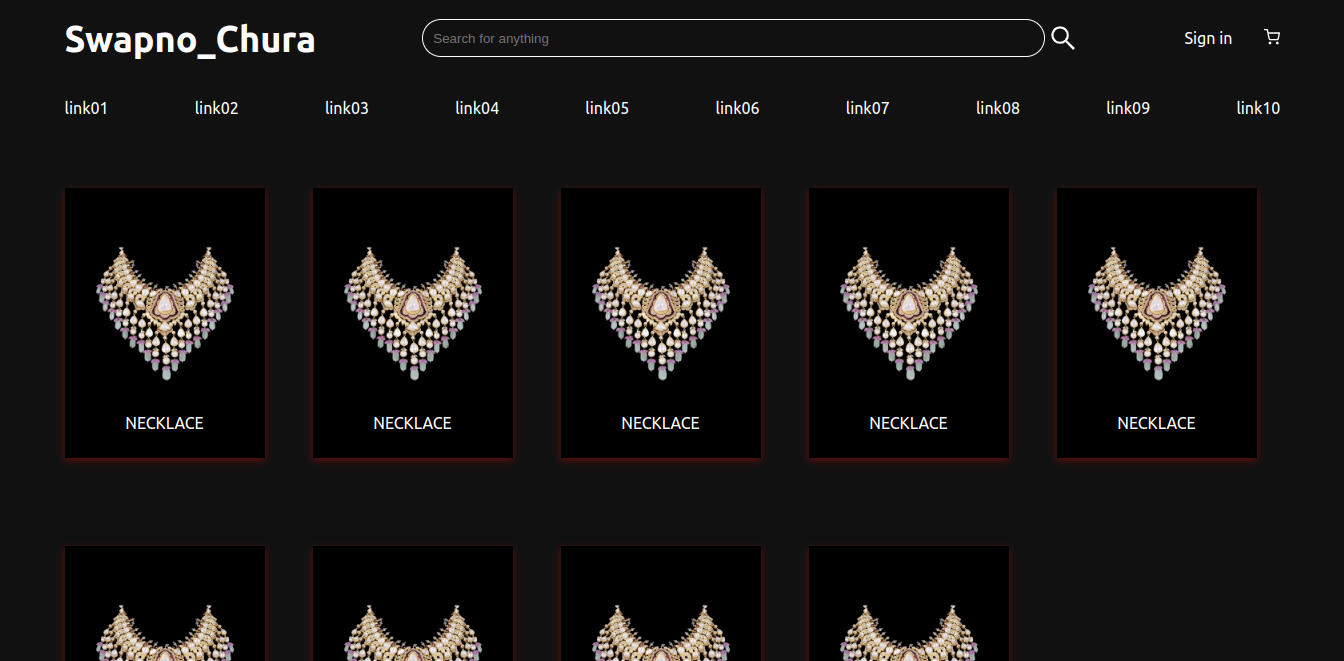 Swapno_Chura
Search for anything
Sign in
link01 link02 link03 link04 link05 link06 link07 link08 link09 link10
NECKLACE NECKLACE NECKLACE NECKLACE NECKLACE